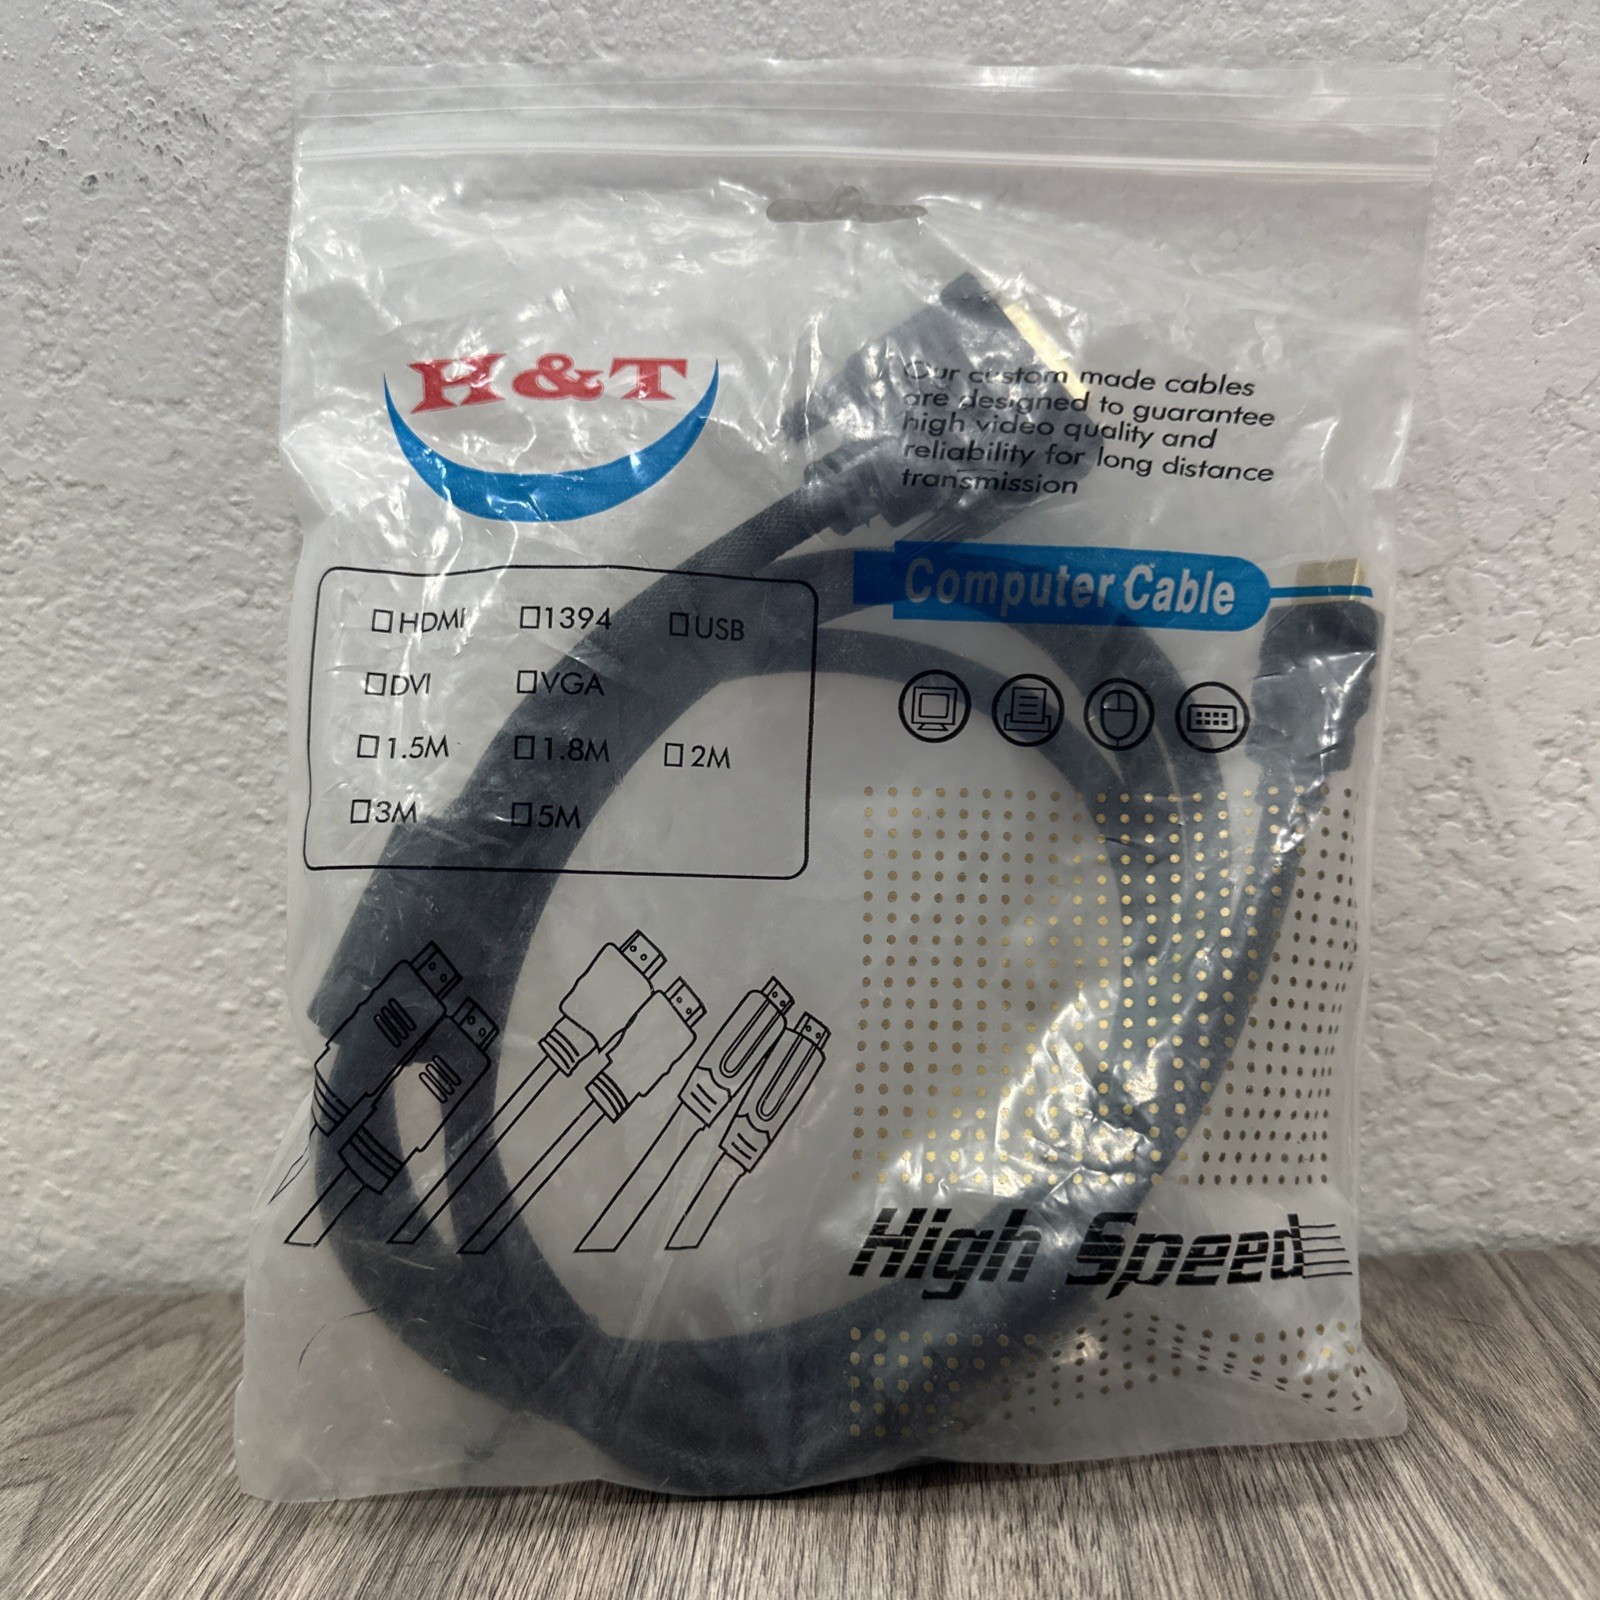 H&T
Our custom made cables
are designed to guarantee
high video quality and
reliability for long distance
transmission
Computer Cable
☐HDMI ☐1394 ☐USB
☐DVI ☐VGA
☐1.5M ☐1.8M ☐2M
☐3M ☐5M
High Speed